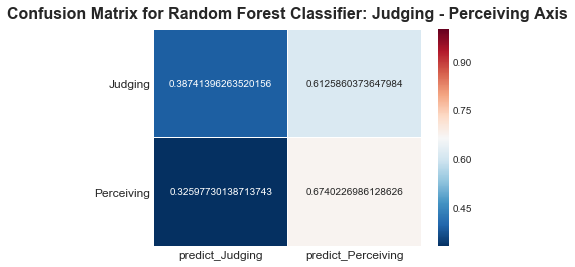 Confusion Matrix for Random Forest Classifier: Judging - Perceiving Axis
Judging
0.38741396263520156
0.6125860373647984
Perceiving
0.32597730138713743
0.6740226986128626
predict_Judging
predict_Perceiving
0.90
0.75
0.60
0.45